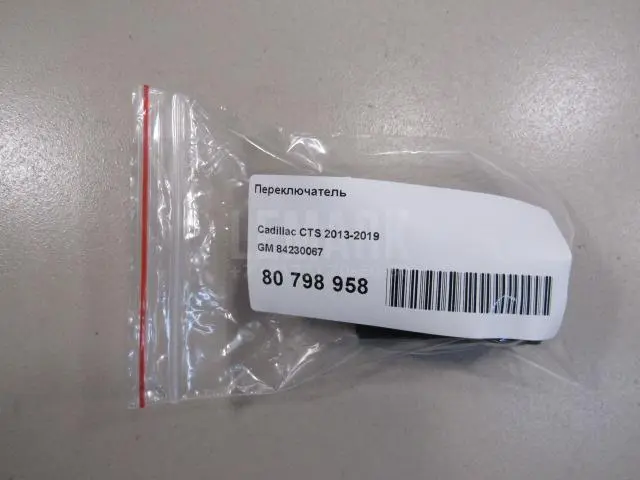 Переключатель
Cadillac CTS 2013-2019
GM 84230067
80 798 958